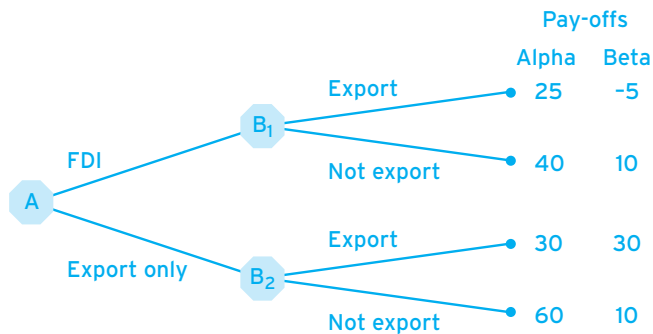 Pay-offs
Alpha Beta
Export 25 -5
B1
FDI
Not export 40 10
A
Export 30 30
Export only
B2
Not export 60 10